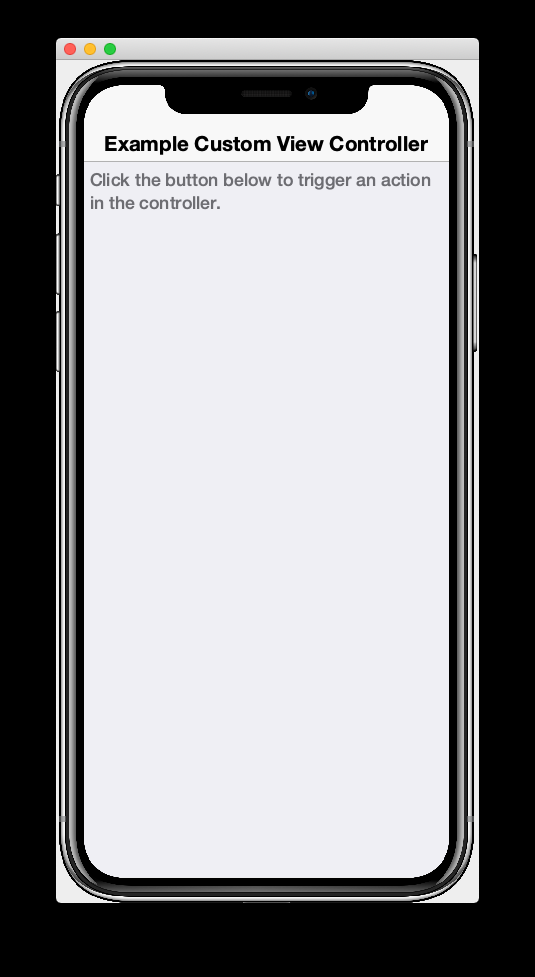 Example Custom View Controller
Click the button below to trigger an action
in the controller.